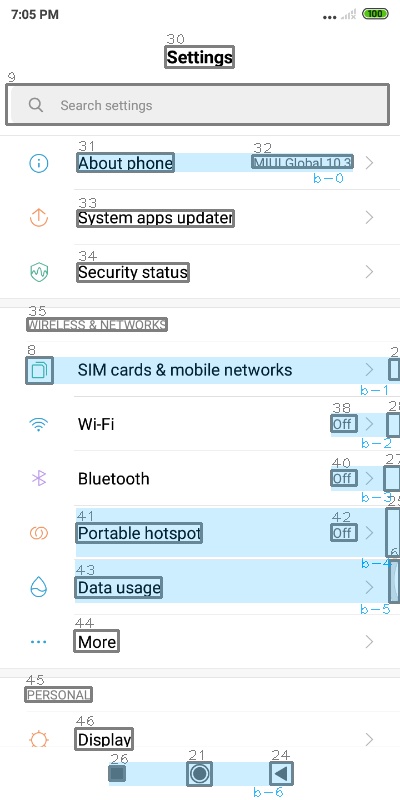 7:05 PM ... 100
30
Settings
9
Search settings
31 32
About phone MIUI Global 10.3
b-0
33
System apps updater
34
Security status
35
WIRELESS & NETWORKS
8
SIM cards & mobile networks
b-1
38
Wi-Fi Off
b-2
40 27
Bluetooth Off
b-3
41 42
Portable hotspot Off
b-4
43
Data usage
b-5
44
More
45
PERSONAL
46
Display
26 21 24
b-6